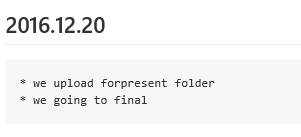 2016.12.20
* we upload forpresent folder
* we going to final